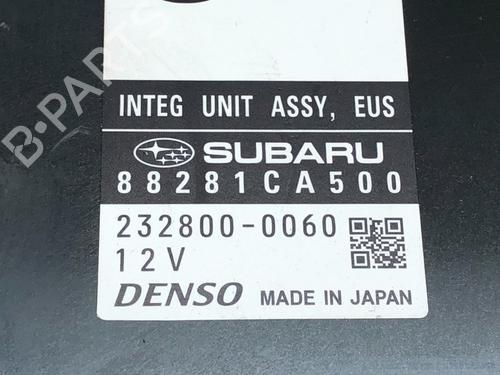 INTEG UNIT ASSY, EUS
SUBARU
88281CA500
232800-0060
12V
DENSO MADE IN JAPAN
B-PARTS